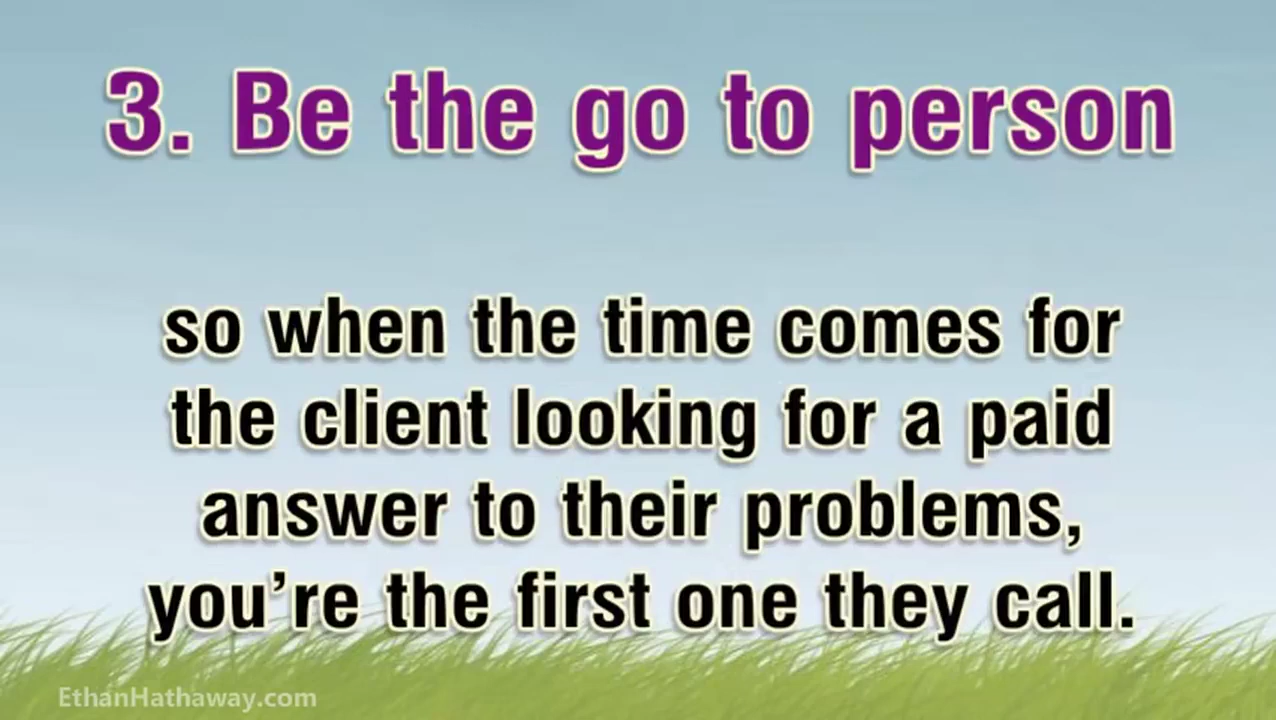 3. Be the go to person
so when the time comes for
the client looking for a paid
answer to their problems,
you’re the first one they call.
EthanHathaway.com